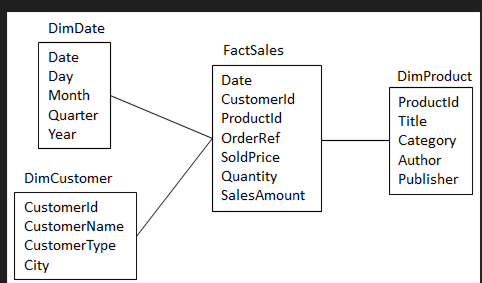 DimDate
Date
Day
Month
Quarter
Year
DimCustomer
CustomerId
CustomerName
CustomerType
City
FactSales
Date
CustomerId
ProductId
OrderRef
SoldPrice
Quantity
SalesAmount
DimProduct
ProductId
Title
Category
Author
Publisher